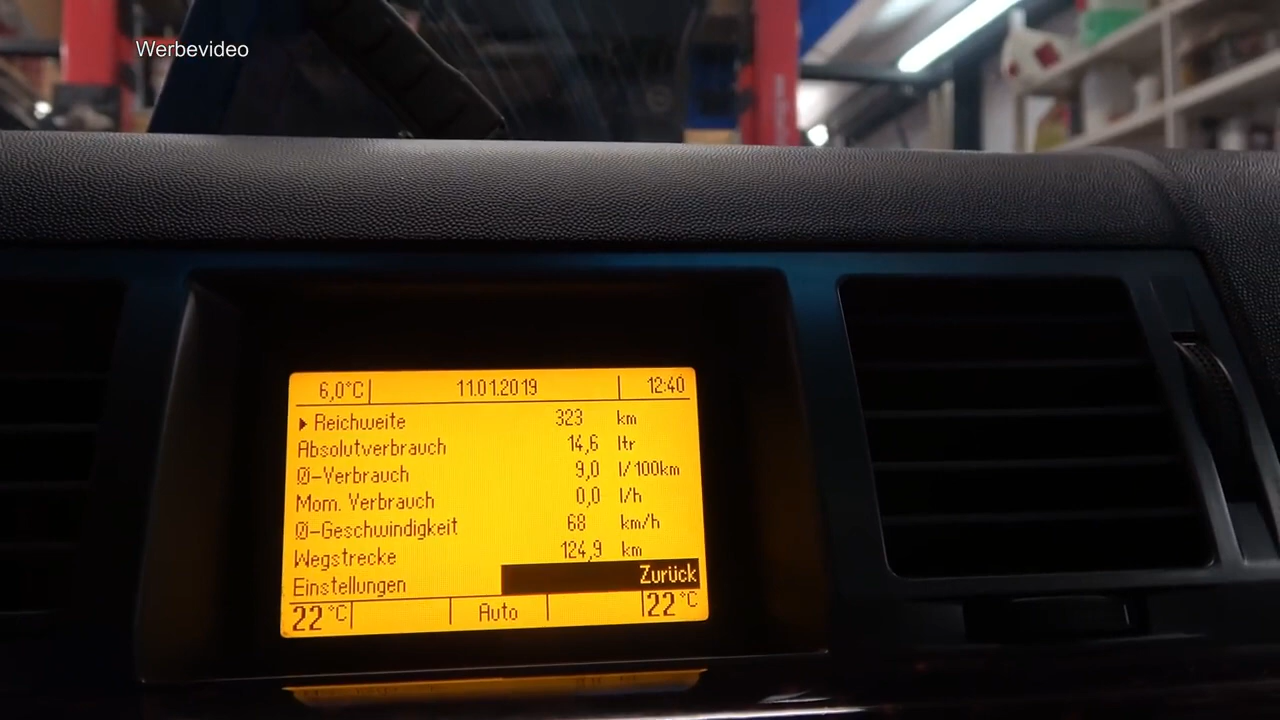 Werbevideo
6,0°C 11.01.2019 12:40
Reichweite 323 km
Absolutverbrauch 14,6 ltr
Ø-Verbrauch 9,0 l/100km
Mom. Verbrauch 0,0 l/h
Ø-Geschwindigkeit 68 km/h
Wegstrecke 124,9 km
Einstellungen Zurück
22°C Auto 22°C